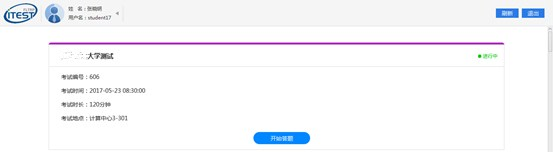 ITEST
姓 名：张晓晓
用户名：student17
刷新
退出
大学测试
进行中
考试编号：606
考试时间：2017-05-23 08:30:00
考试时长：120分钟
考试地点：计算中心3-301
开始答题